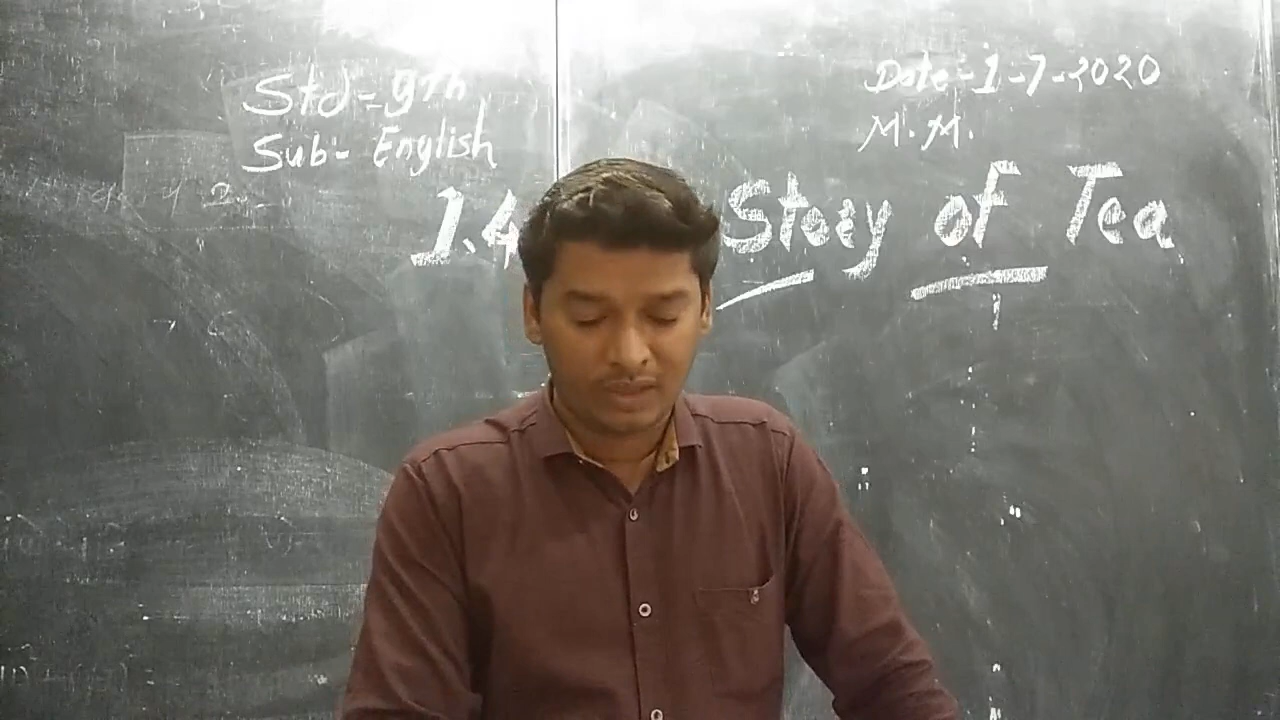 Std = 9Th
Sub - English
Date - 1-7-2020
M.M.
1.4 Story of Tea